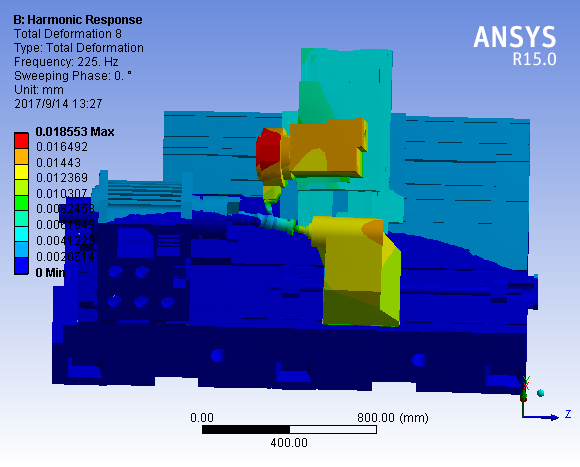 B: Harmonic Response
Total Deformation 8
Type: Total Deformation
Frequency: 225. Hz
Sweeping Phase: 0. °
Unit: mm
2017/9/14 13:27
ANSYS
R15.0
0.018553 Max
0.016492
0.01443
0.012369
0.010307
0 Min
Z
0.00
800.00 (mm)
400.00